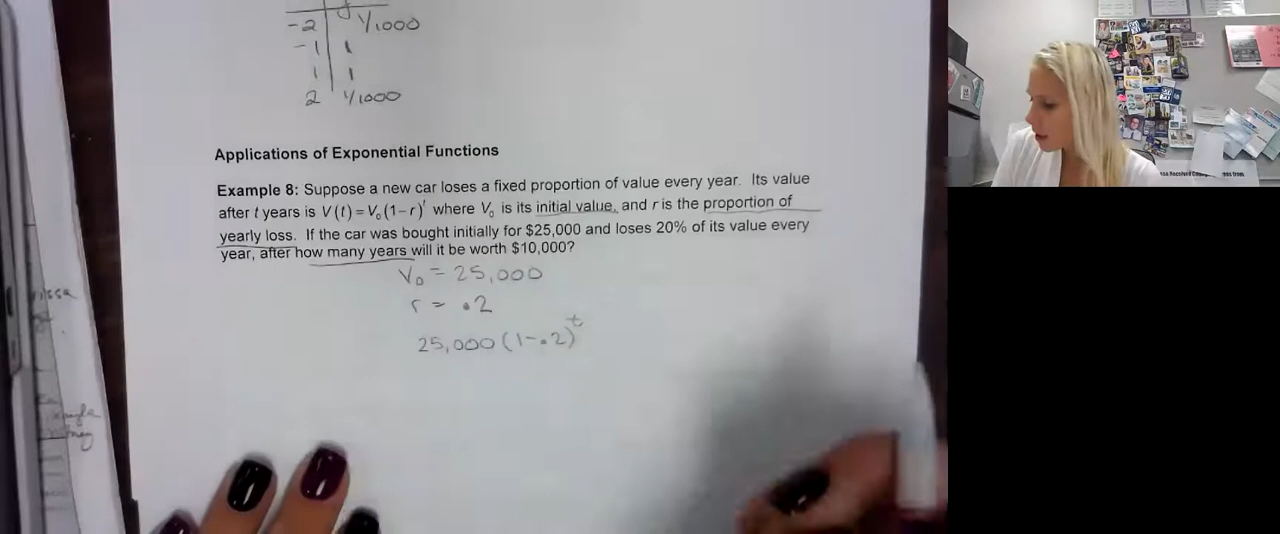 -2 1/1000
-1 1
1 1
2 1/1000
Applications of Exponential Functions
Example 8: Suppose a new car loses a fixed proportion of value every year. Its value
after t years is V(t) = V₀(1−r)ᵗ where V₀ is its initial value, and r is the proportion of
yearly loss. If the car was bought initially for $25,000 and loses 20% of its value every
year, after how many years will it be worth $10,000?
V₀ = 25,000
r = .2
25,000 (1-.2)ᵗ